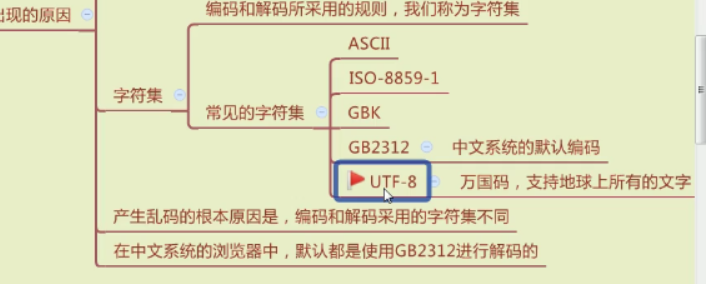 出现的原因
编码和解码所采用的规则，我们称为字符集
字符集
常见的字符集
ASCII
ISO-8859-1
GBK
GB2312 中文系统的默认编码
UTF-8 万国码，支持地球上所有的文字
产生乱码的根本原因是，编码和解码采用的字符集不同
在中文系统的浏览器中，默认都是使用GB2312进行解码的